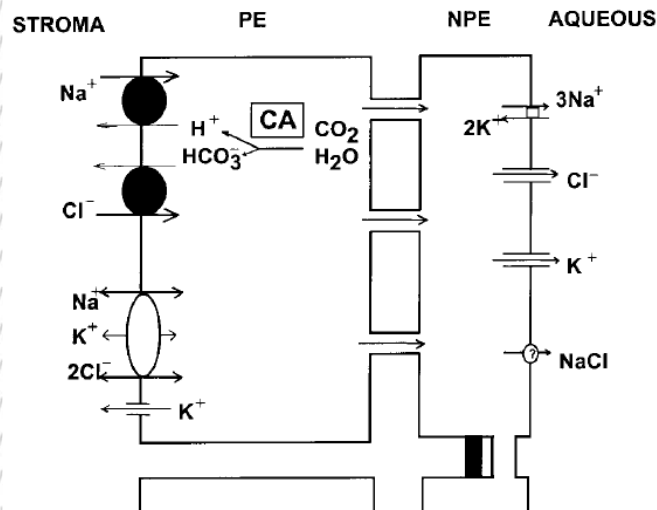 STROMA PE NPE AQUEOUS
Na⁺ 3Na⁺
H⁺ CA CO₂ 2K⁺
HCO₃⁻ H₂O
Cl⁻
Cl⁻
K⁺
Na⁺
K⁺
? NaCl
2Cl⁻
K⁺